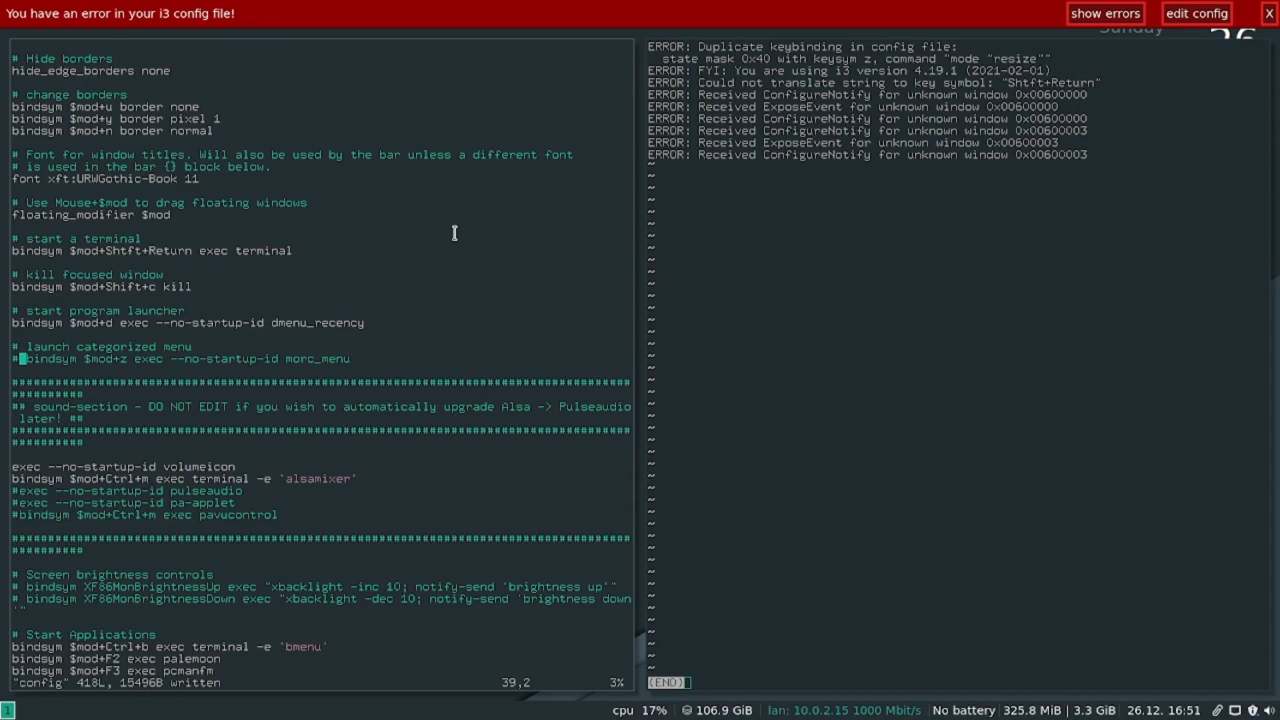 You have an error in your i3 config file!
show errors
edit config
X
Sunday
26
# Hide borders
hide_edge_borders none
# change borders
bindsym $mod+u border none
bindsym $mod+y border pixel 1
bindsym $mod+n border normal
# Font for window titles. Will also be used by the bar unless a different font
# is used in the bar {} block below.
font xft:URWGothic-Book 11
# Use Mouse+$mod to drag floating windows
floating_modifier $mod
# start a terminal
bindsym $mod+Shtft+Return exec terminal
# kill focused window
bindsym $mod+Shift+c kill
# start program launcher
bindsym $mod+d exec --no-startup-id dmenu_recency
# launch categorized menu
# bindsym $mod+z exec --no-startup-id morc_menu
################################################################################
##########
## sound-section - DO NOT EDIT if you wish to automatically upgrade Alsa -> Pulseaudio
later! ##
################################################################################
##########
exec --no-startup-id volumeicon
bindsym $mod+Ctrl+m exec terminal -e 'alsamixer'
#exec --no-startup-id pulseaudio
#exec --no-startup-id pa-applet
#bindsym $mod+Ctrl+m exec pavucontrol
################################################################################
##########
# Screen brightness controls
# bindsym XF86MonBrightnessUp exec "xbacklight -inc 10; notify-send 'brightness up'"
# bindsym XF86MonBrightnessDown exec "xbacklight -dec 10; notify-send 'brightness down
'"
# Start Applications
bindsym $mod+Ctrl+b exec terminal -e 'bmenu'
bindsym $mod+F2 exec palemoon
bindsym $mod+F3 exec pcmanfm
"config" 418L, 15496B written 39,2 3%
ERROR: Duplicate keybinding in config file:
state mask 0x40 with keysym z, command "mode "resize""
ERROR: FYI: You are using i3 version 4.19.1 (2021-02-01)
ERROR: Could not translate string to key symbol: "Shtft+Return"
ERROR: Received ConfigureNotify for unknown window 0x00600000
ERROR: Received ExposeEvent for unknown window 0x00600000
ERROR: Received ConfigureNotify for unknown window 0x00600000
ERROR: Received ConfigureNotify for unknown window 0x00600003
ERROR: Received ExposeEvent for unknown window 0x00600003
ERROR: Received ConfigureNotify for unknown window 0x00600003
(END)
1
cpu 17% 106.9 GiB lan: 10.0.2.15 1000 Mbit/s No battery 325.8 MiB | 3.3 GiB 26.12. 16:51